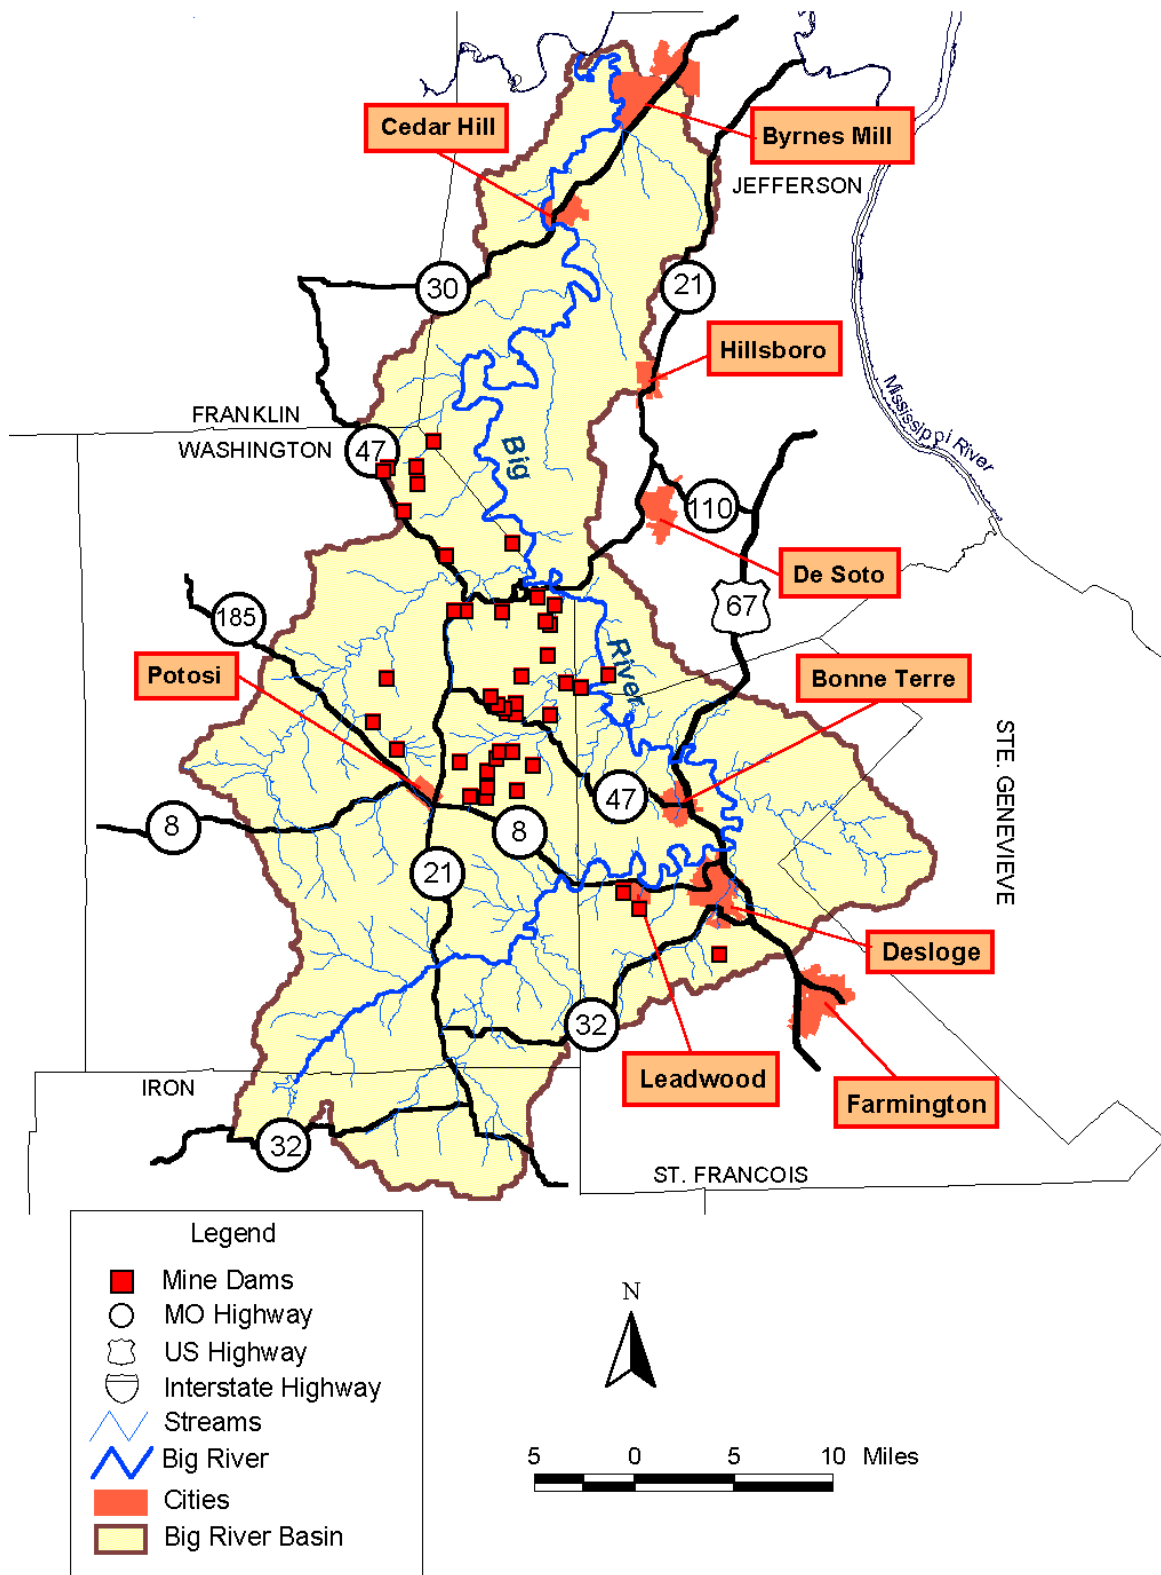 Cedar Hill
Byrnes Mill
JEFFERSON
30
21
Hillsboro
Mississippi River
FRANKLIN
WASHINGTON
47
Big
110
De Soto
67
185
River
Potosi
Bonne Terre
STE. GENEVIEVE
47
8
8
21
Desloge
32
Leadwood
Farmington
IRON
32
ST. FRANCOIS
Legend
Mine Dams
MO Highway
US Highway
Interstate Highway
Streams
Big River
Cities
Big River Basin
N
5 0 5 10 Miles